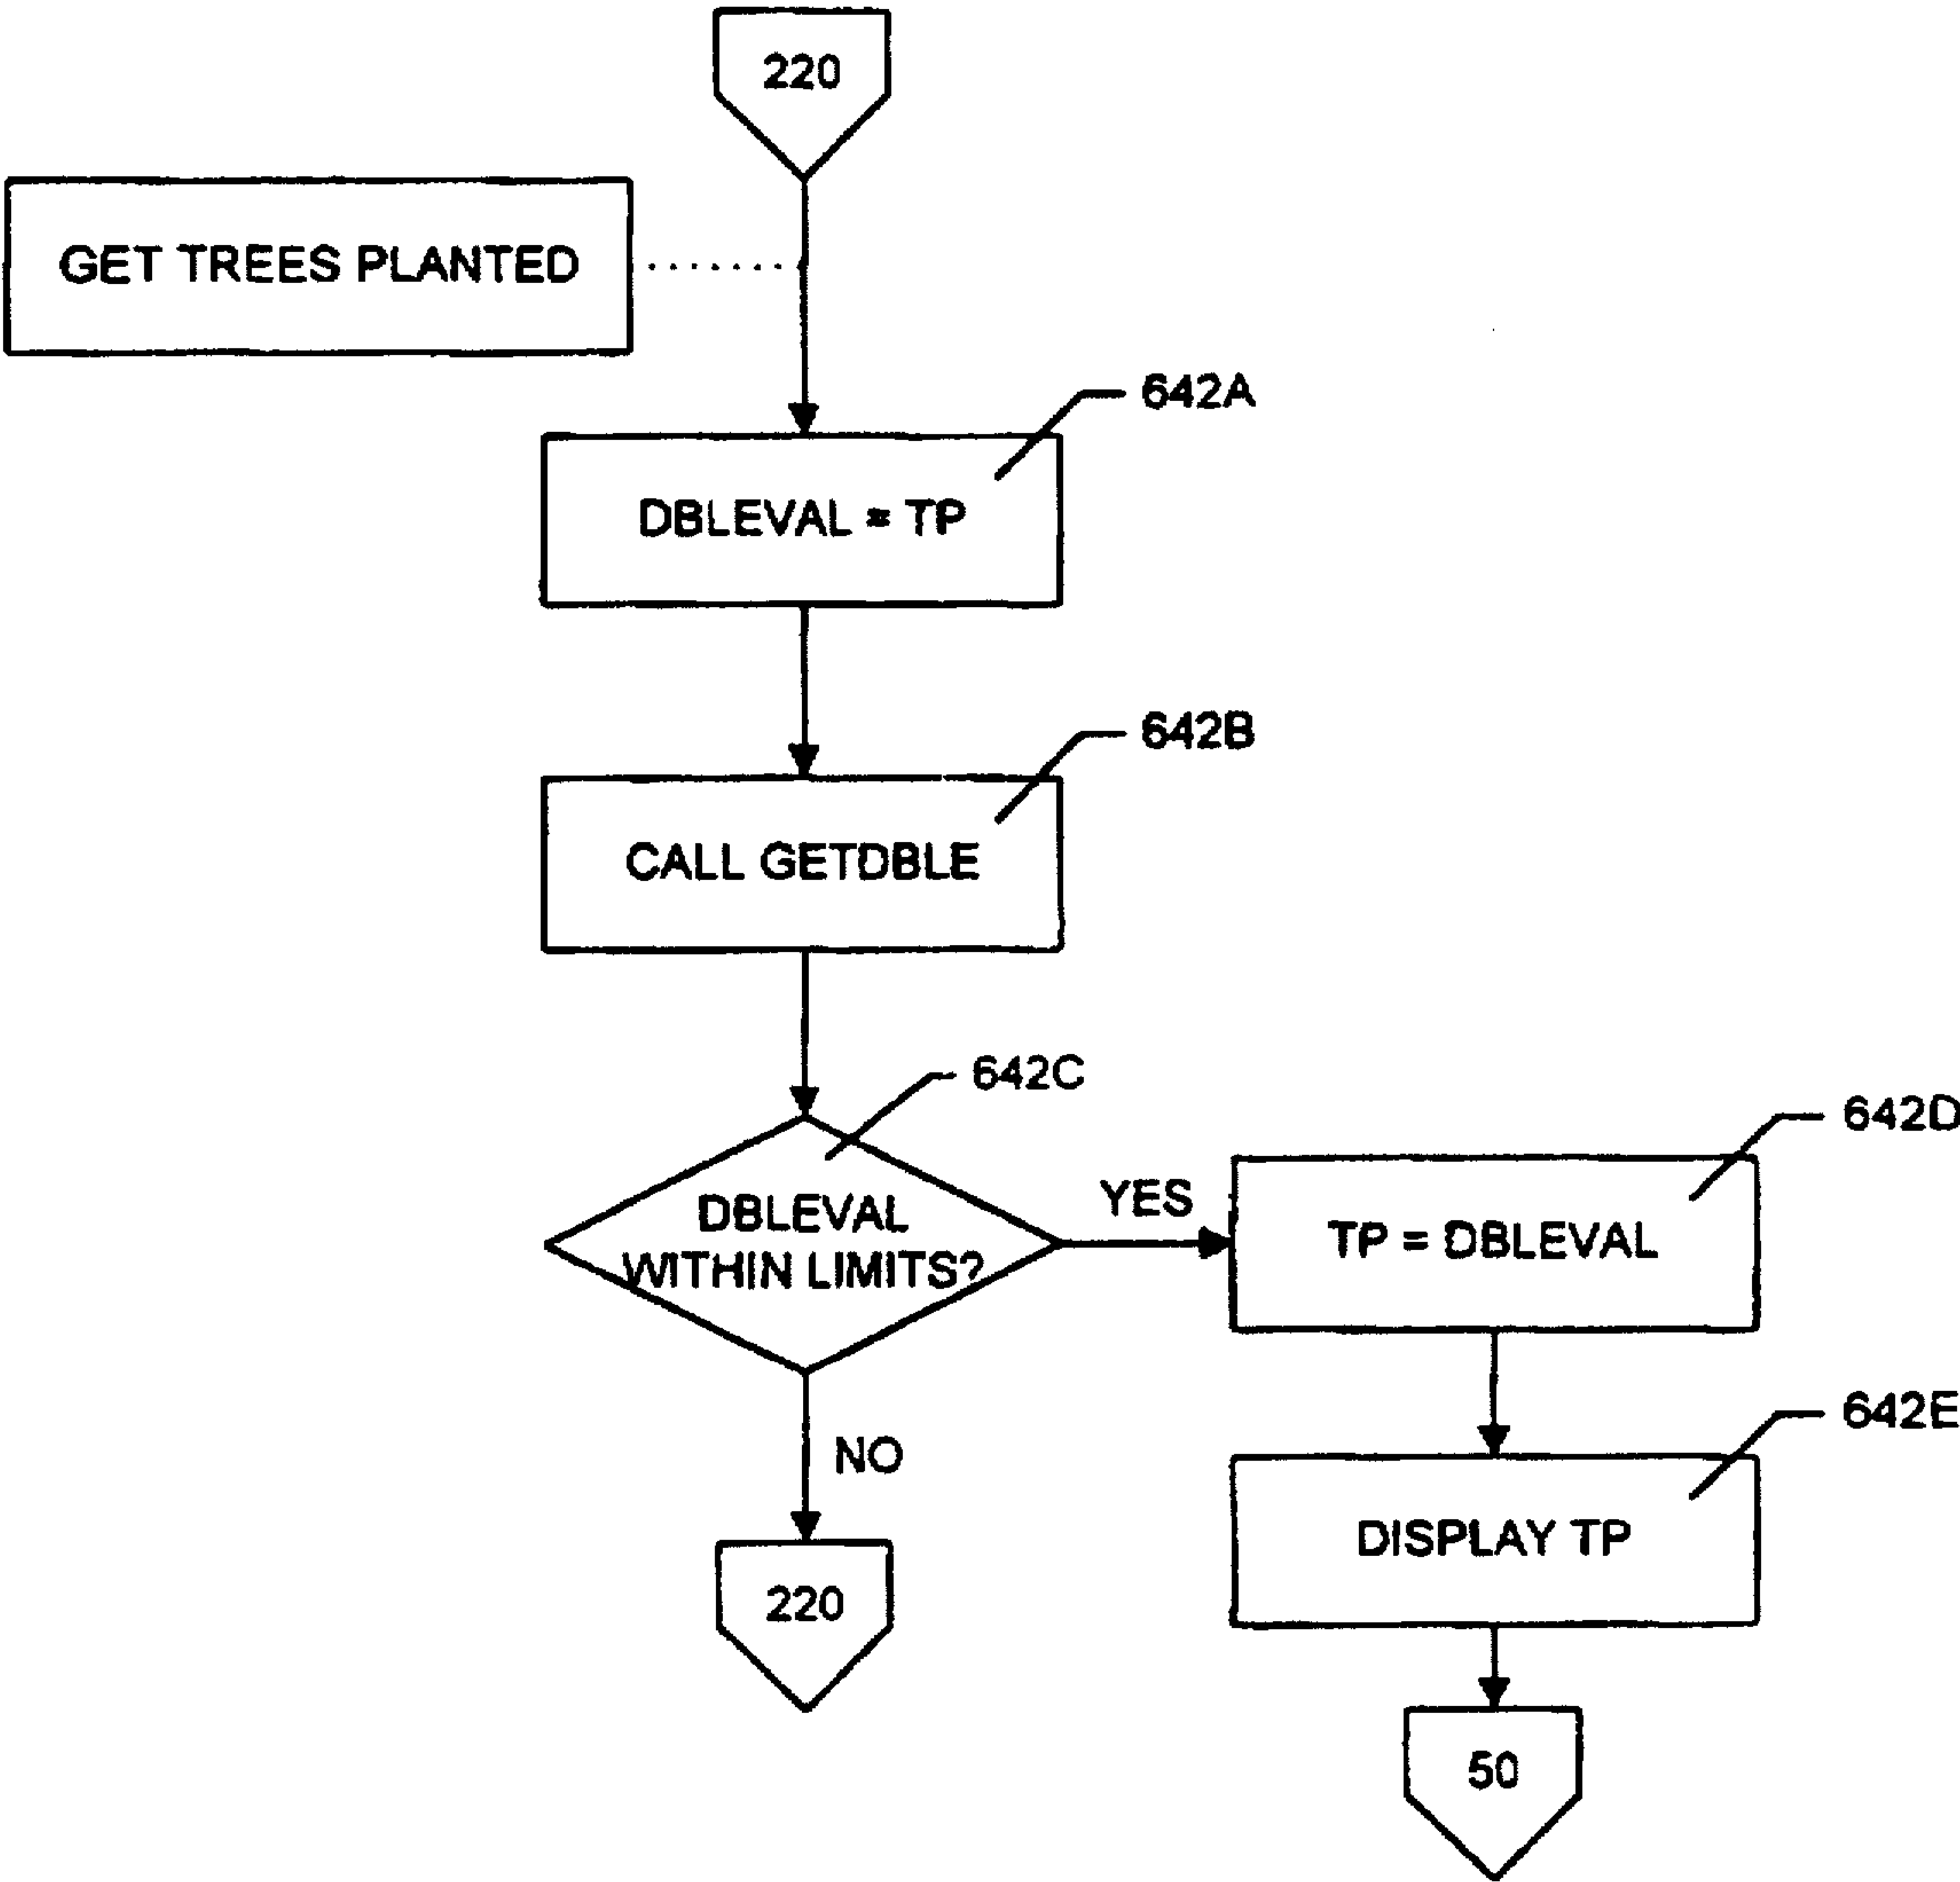 220
GET TREES PLANTED
642A
DBLEVAL = TP
642B
CALL GETDBLE
642C
DBLEVAL
WITHIN LIMITS?
YES
642D
TP = DBLEVAL
NO
642E
DISPLAY TP
220
50